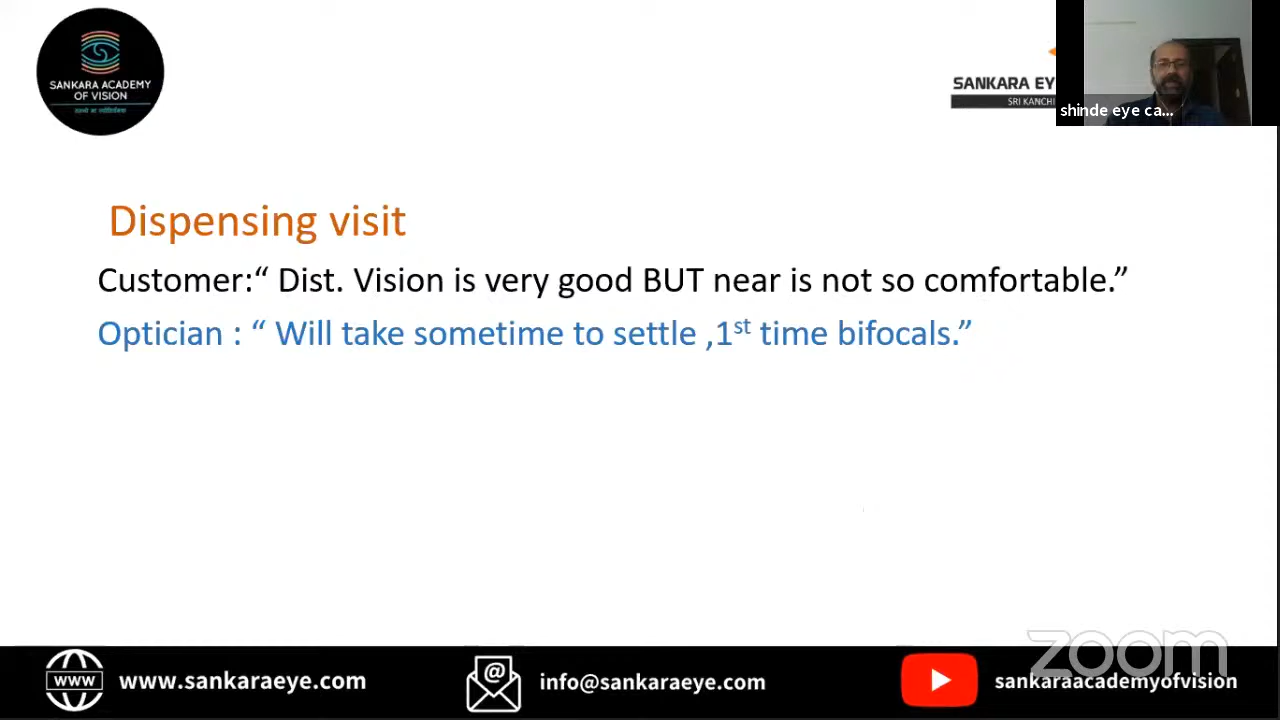 SANKARA ACADEMY
OF VISION
SANKARA EY
SRI KANCHI
shinde eye ca...
Dispensing visit
Customer:“ Dist. Vision is very good BUT near is not so comfortable.”
Optician : “ Will take sometime to settle ,1st time bifocals.”
zoom
www
www.sankaraeye.com
@
info@sankaraeye.com
sankaraacademyofvision